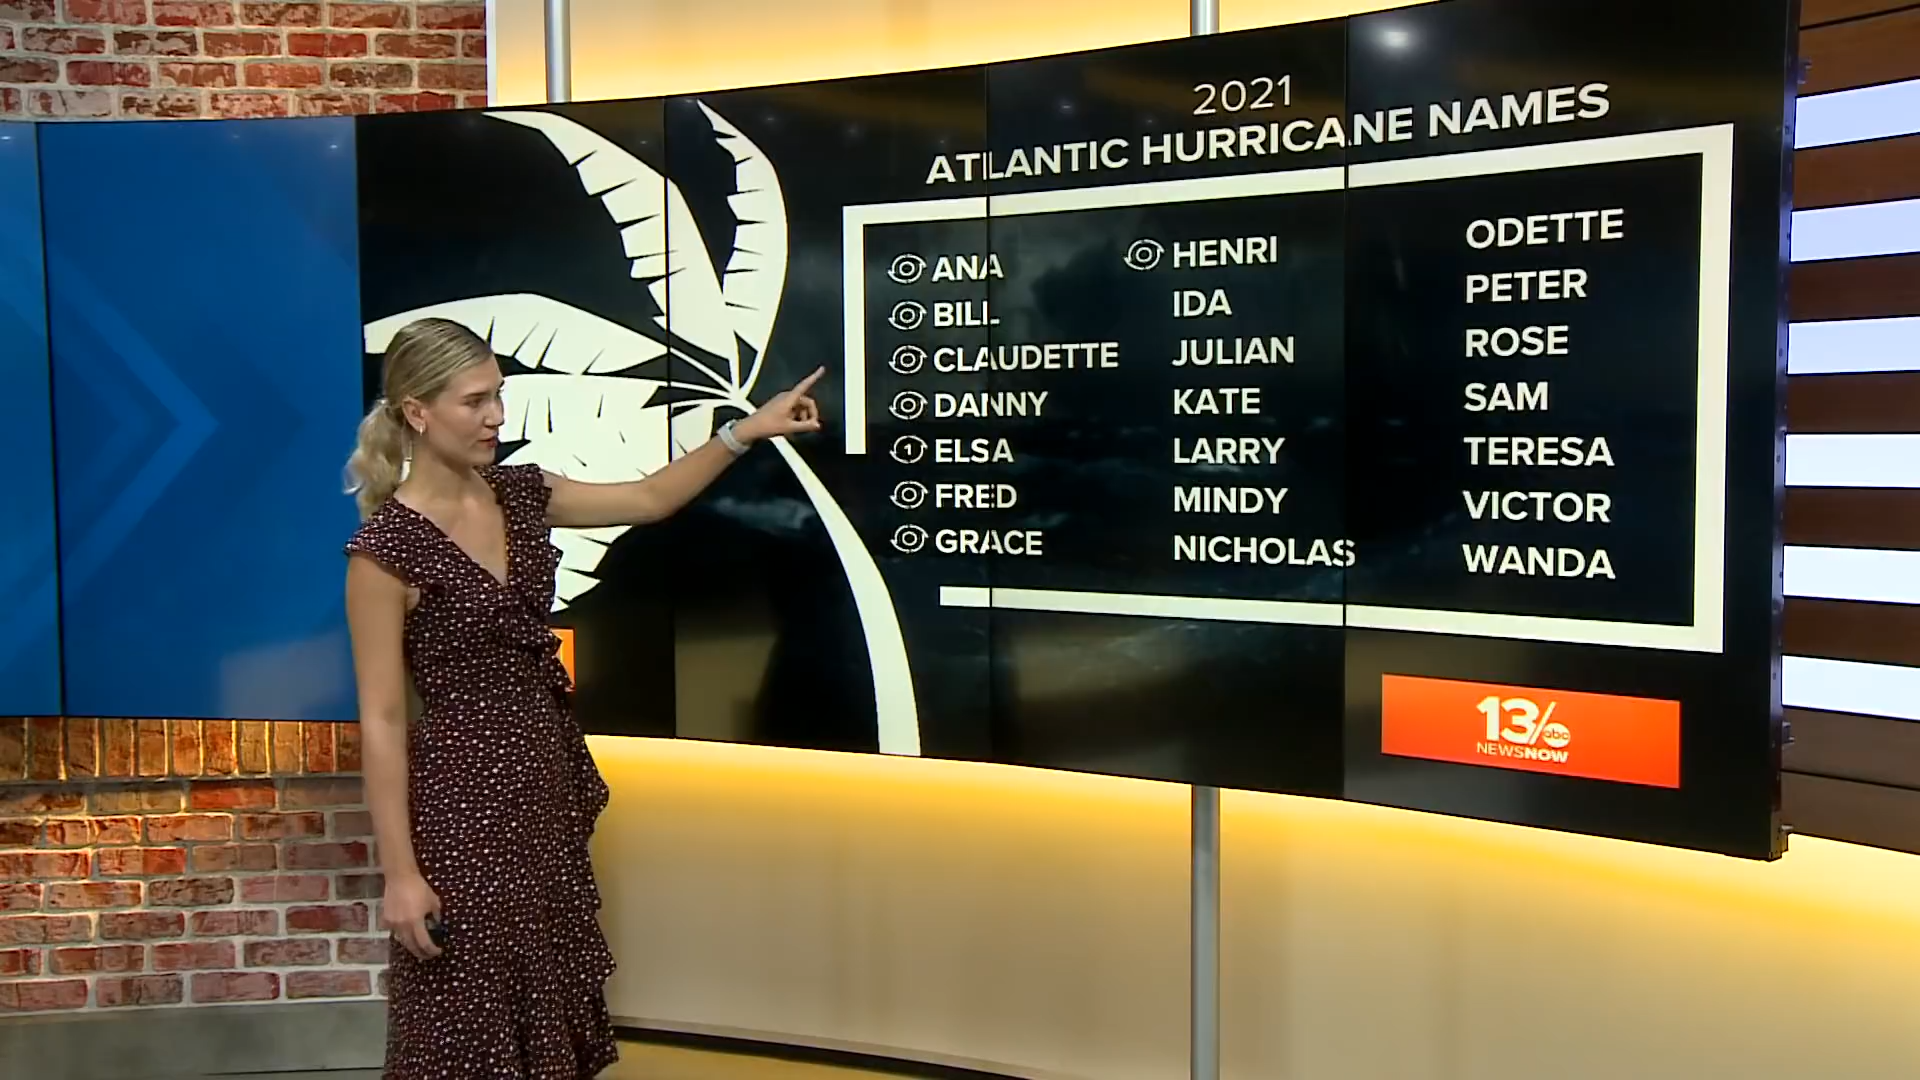 2021
ATLANTIC HURRICANE NAMES
ANA
BILL
CLAUDETTE
DANNY
1 ELSA
FRED
GRACE
HENRI
IDA
JULIAN
KATE
LARRY
MINDY
NICHOLAS
ODETTE
PETER
ROSE
SAM
TERESA
VICTOR
WANDA
13/abc
NEWSNOW